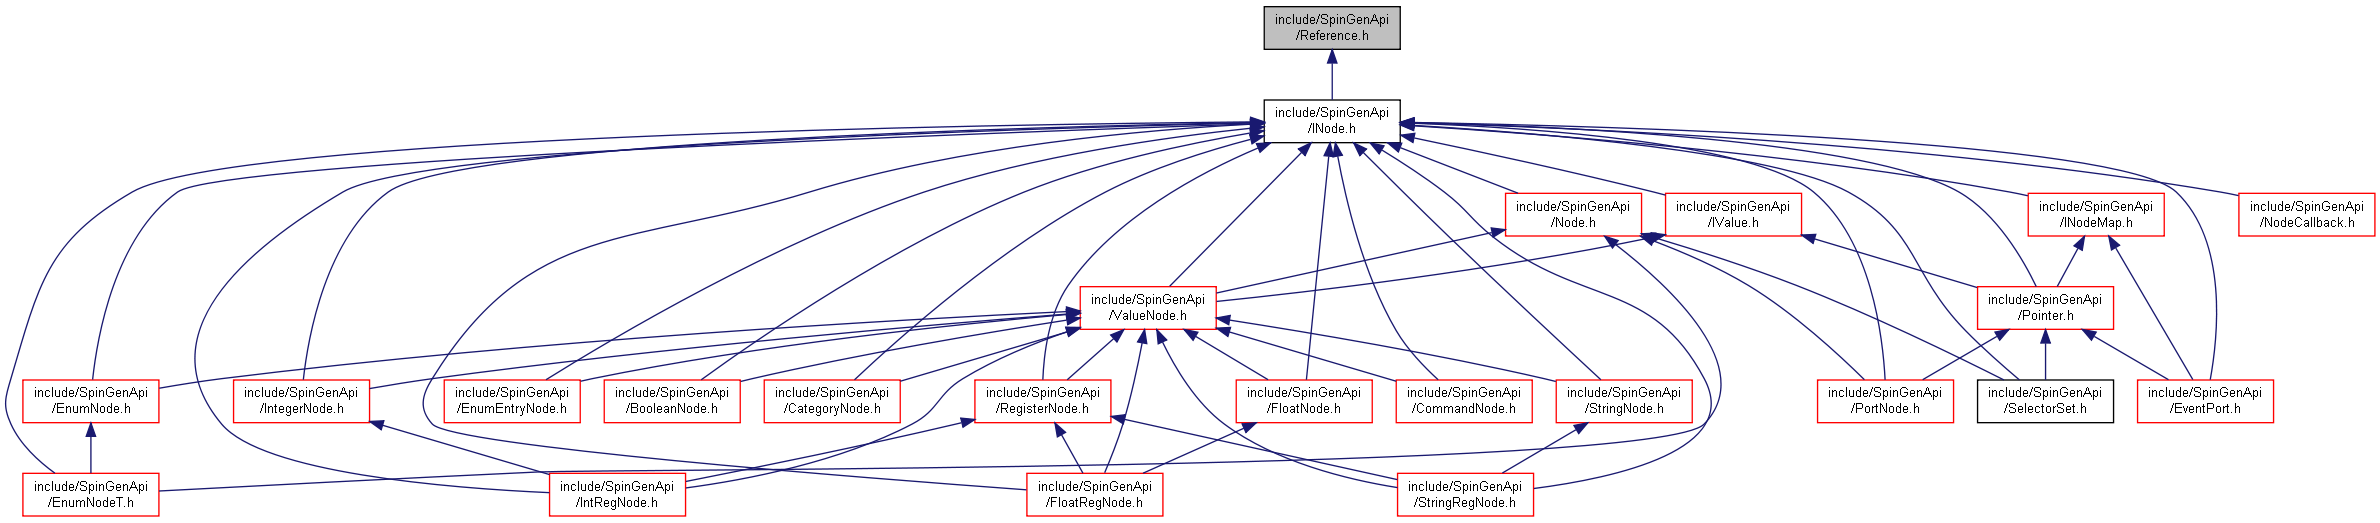 include/SpinGenApi
/Reference.h
include/SpinGenApi
/INode.h
include/SpinGenApi
/Node.h
include/SpinGenApi
/IValue.h
include/SpinGenApi
/INodeMap.h
include/SpinGenApi
/NodeCallback.h
include/SpinGenApi
/ValueNode.h
include/SpinGenApi
/Pointer.h
include/SpinGenApi
/EnumNode.h
include/SpinGenApi
/IntegerNode.h
include/SpinGenApi
/EnumEntryNode.h
include/SpinGenApi
/BooleanNode.h
include/SpinGenApi
/CategoryNode.h
include/SpinGenApi
/RegisterNode.h
include/SpinGenApi
/FloatNode.h
include/SpinGenApi
/CommandNode.h
include/SpinGenApi
/StringNode.h
include/SpinGenApi
/PortNode.h
include/SpinGenApi
/SelectorSet.h
include/SpinGenApi
/EventPort.h
include/SpinGenApi
/EnumNodeT.h
include/SpinGenApi
/IntRegNode.h
include/SpinGenApi
/FloatRegNode.h
include/SpinGenApi
/StringRegNode.h